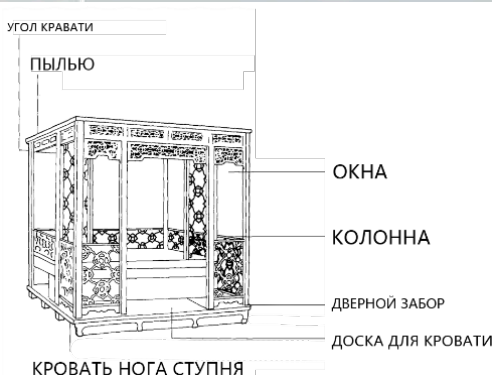 УГОЛ КРАВАТИ
ПЫЛЬЮ
ОКНА
КОЛОННА
ДВЕРНОЙ ЗАБОР
ДОСКА ДЛЯ КРОВАТИ
КРОВАТЬ НОГА СТУПНЯ